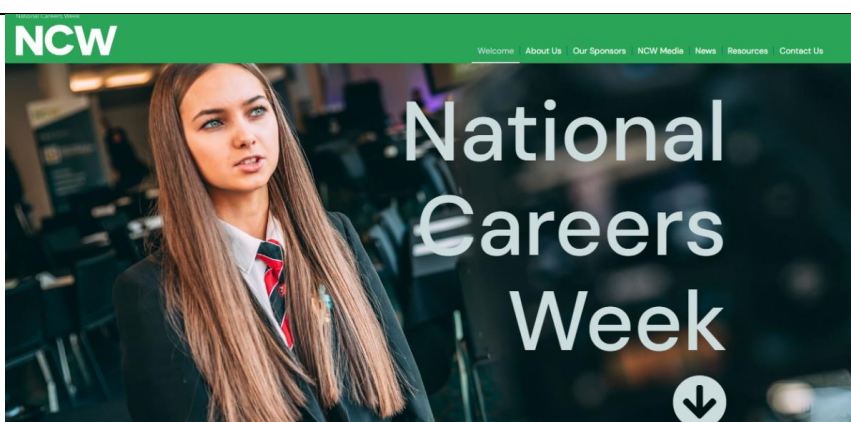 National Careers Week
NCW
Welcome About Us Our Sponsors NCW Media News Resources Contact Us
National
Careers
Week